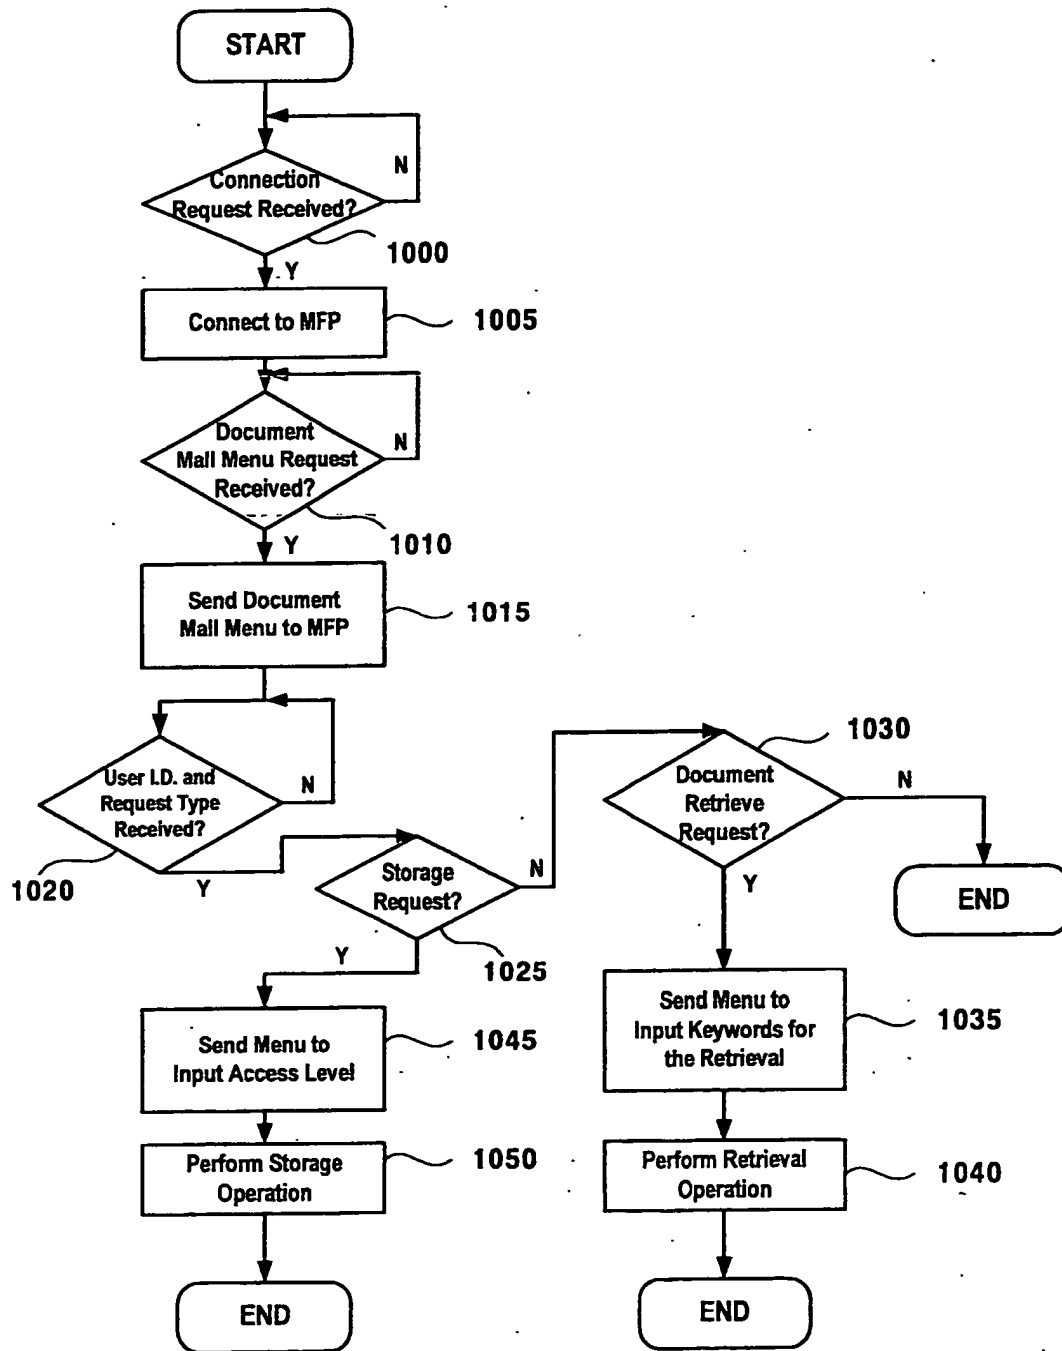 START
N
Connection
Request Received?
1000
Y
Connect to MFP
1005
Document
Mail Menu Request
Received?
N
1010
Y
Send Document
Mail Menu to MFP
1015
User I.D. and
Request Type
Received?
N
1020
Y
Storage
Request?
N
1025
Y
1030
Document
Retrieve
Request?
N
Y
END
Send Menu to
Input Access Level
1045
Send Menu to
Input Keywords for
the Retrieval
1035
Perform Storage
Operation
1050
Perform Retrieval
Operation
1040
END
END